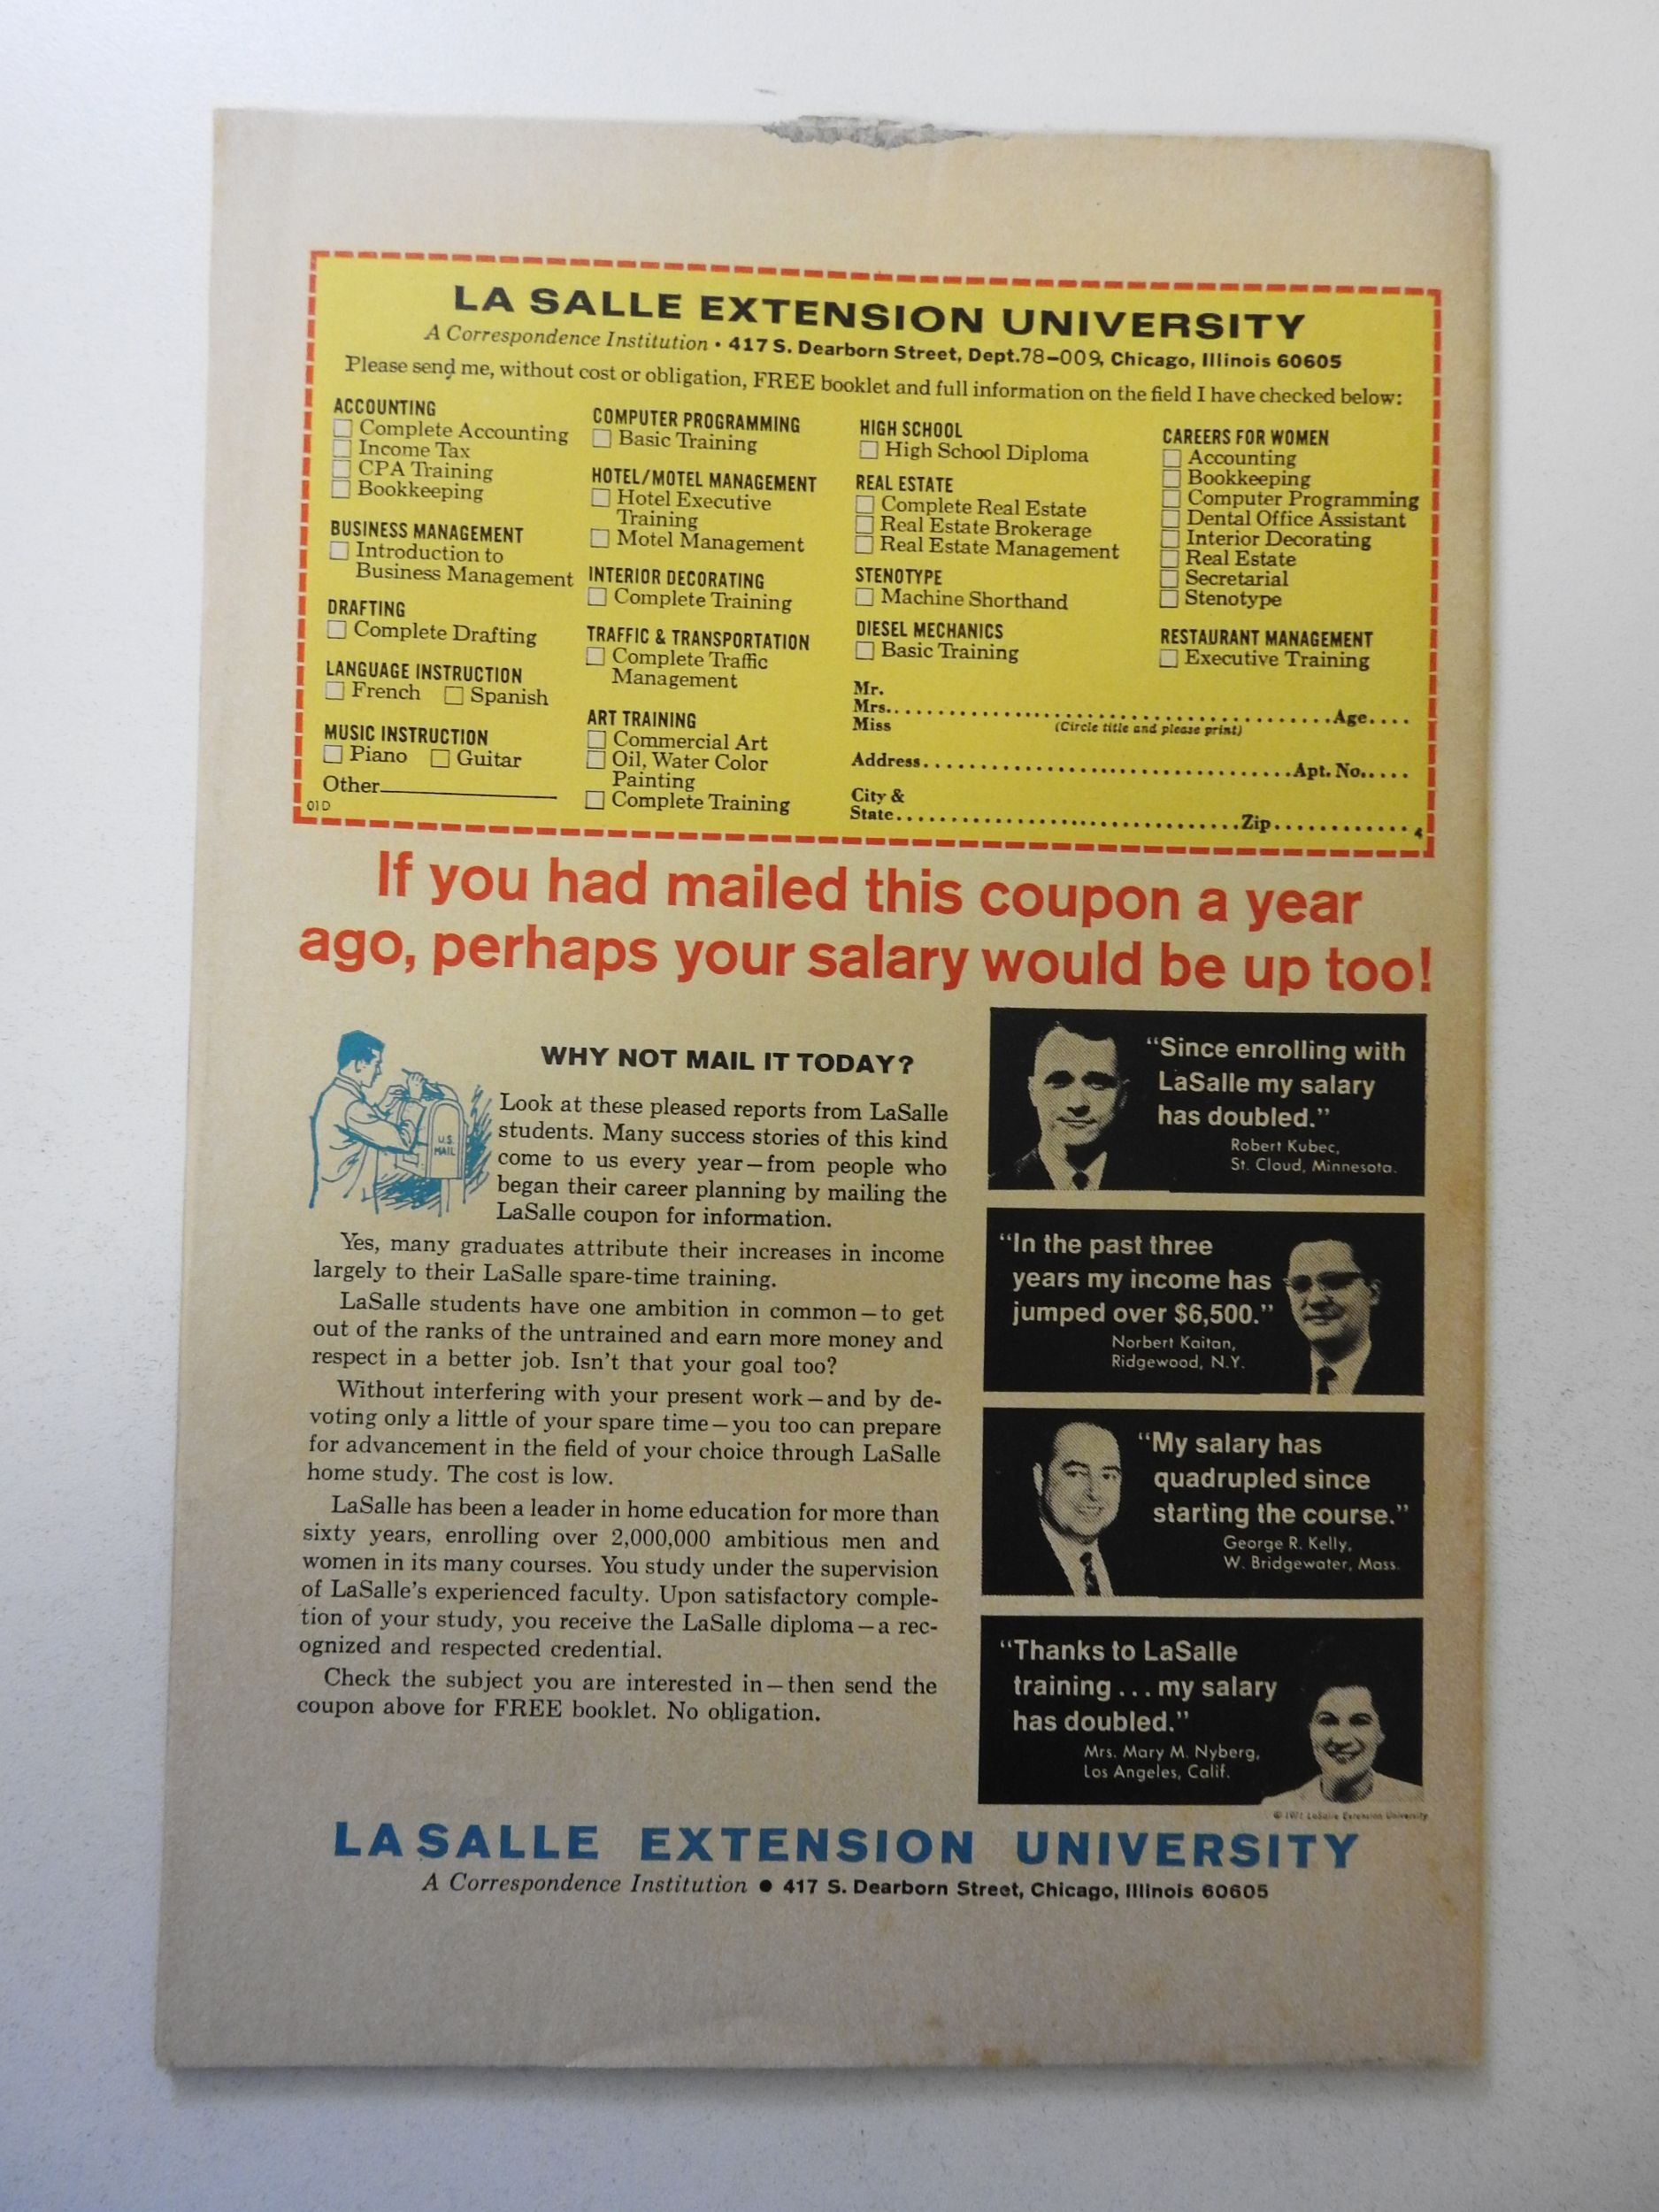 LA SALLE EXTENSION UNIVERSITY
A Correspondence Institution • 417 S. Dearborn Street, Dept.78-009, Chicago, Illinois 60605
Please send me, without cost or obligation, FREE booklet and full information on the field I have checked below:
ACCOUNTING
Complete Accounting
Income Tax
CPA Training
Bookkeeping
BUSINESS MANAGEMENT
Introduction to
Business Management
DRAFTING
Complete Drafting
LANGUAGE INSTRUCTION
French Spanish
MUSIC INSTRUCTION
Piano Guitar
Other
01D
COMPUTER PROGRAMMING
Basic Training
HOTEL/MOTEL MANAGEMENT
Hotel Executive
Training
Motel Management
INTERIOR DECORATING
Complete Training
TRAFFIC & TRANSPORTATION
Complete Traffic
Management
ART TRAINING
Commercial Art
Oil, Water Color
Painting
Complete Training
HIGH SCHOOL
High School Diploma
REAL ESTATE
Complete Real Estate
Real Estate Brokerage
Real Estate Management
STENOTYPE
Machine Shorthand
DIESEL MECHANICS
Basic Training
CAREERS FOR WOMEN
Accounting
Bookkeeping
Computer Programming
Dental Office Assistant
Interior Decorating
Real Estate
Secretarial
Stenotype
RESTAURANT MANAGEMENT
Executive Training
Mr.
Mrs. Age
Miss (Circle title and please print)
Address Apt. No.
City &
State Zip
4
If you had mailed this coupon a year
ago, perhaps your salary would be up too!
WHY NOT MAIL IT TODAY?
U.S.
MAIL
Look at these pleased reports from LaSalle
students. Many success stories of this kind
come to us every year—from people who
began their career planning by mailing the
LaSalle coupon for information.
Yes, many graduates attribute their increases in income
largely to their LaSalle spare-time training.
LaSalle students have one ambition in common—to get
out of the ranks of the untrained and earn more money and
respect in a better job. Isn't that your goal too?
Without interfering with your present work—and by de-
voting only a little of your spare time—you too can prepare
for advancement in the field of your choice through LaSalle
home study. The cost is low.
LaSalle has been a leader in home education for more than
sixty years, enrolling over 2,000,000 ambitious men and
women in its many courses. You study under the supervision
of LaSalle's experienced faculty. Upon satisfactory comple-
tion of your study, you receive the LaSalle diploma—a rec-
ognized and respected credential.
Check the subject you are interested in—then send the
coupon above for FREE booklet. No obligation.
"Since enrolling with
LaSalle my salary
has doubled."
Robert Kubec,
St. Cloud, Minnesota.
"In the past three
years my income has
jumped over $6,500."
Norbert Kaitan,
Ridgewood, N.Y.
"My salary has
quadrupled since
starting the course."
George R. Kelly,
W. Bridgewater, Mass.
"Thanks to LaSalle
training . . . my salary
has doubled."
Mrs. Mary M. Nyberg,
Los Angeles, Calif.
© LaSalle Extension University
LASALLE EXTENSION UNIVERSITY
A Correspondence Institution • 417 S. Dearborn Street, Chicago, Illinois 60605